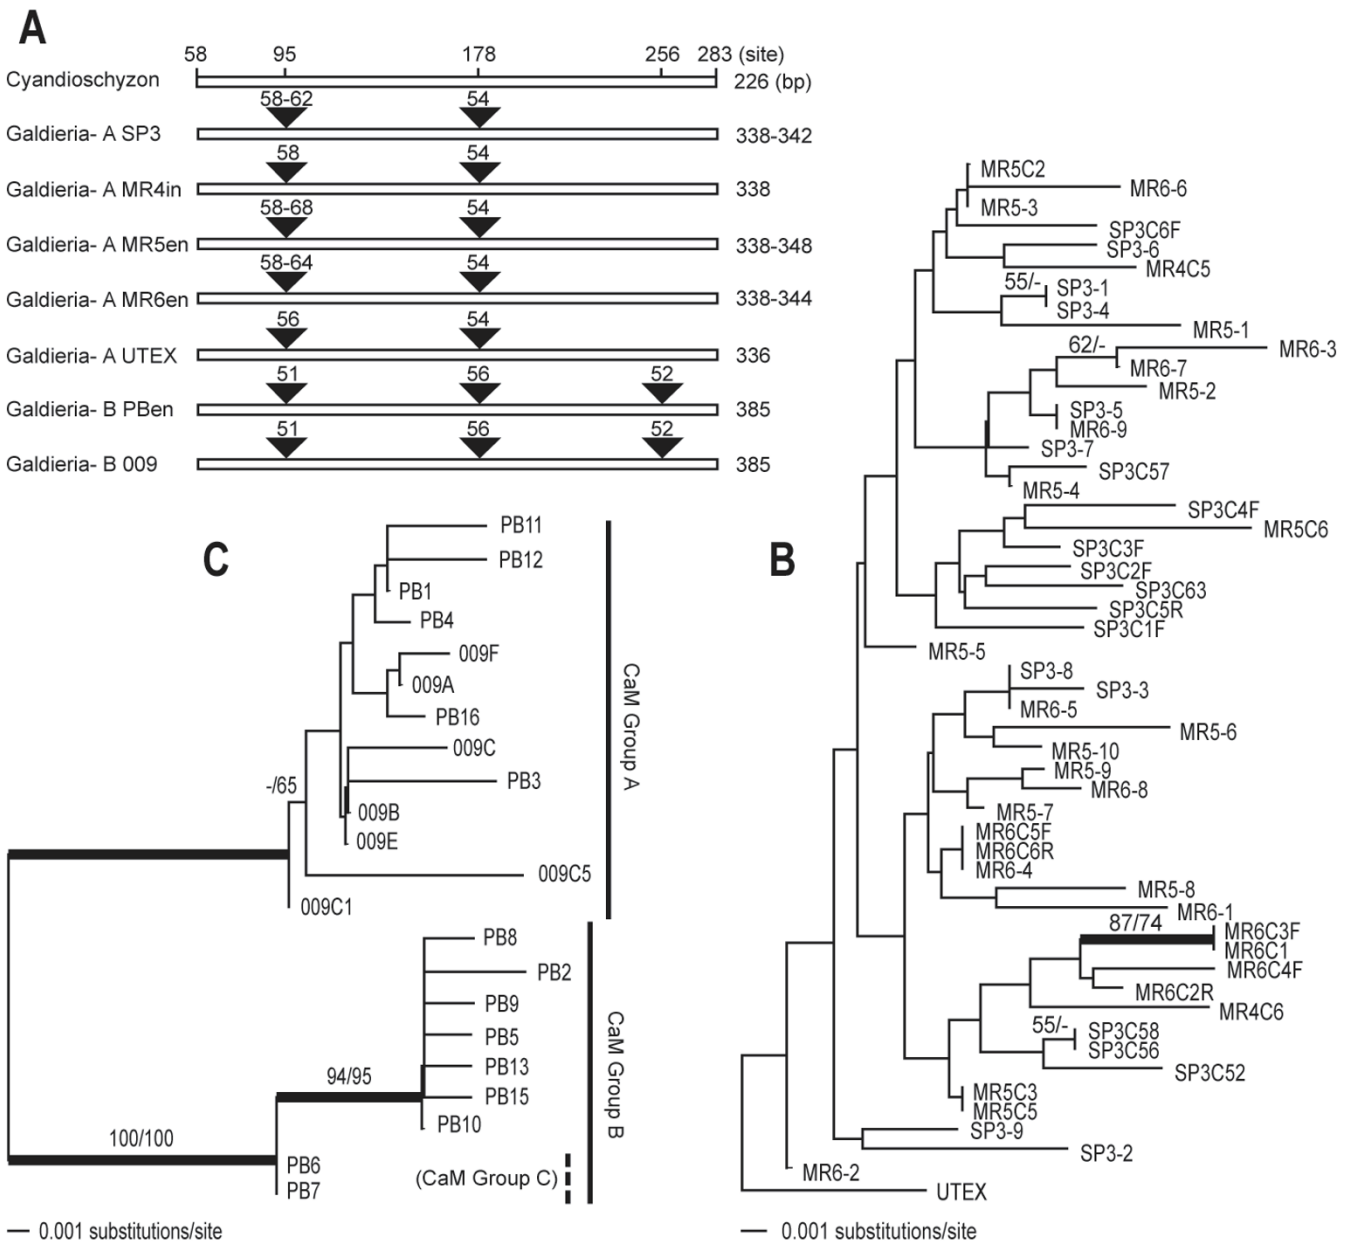 A
58 95 178 256 283 (site)
Cyandioschyzon 226 (bp)
58-62 54
Galdieria- A SP3 338-342
58 54
Galdieria- A MR4in 338
58-68 54
Galdieria- A MR5en 338-348
58-64 54
Galdieria- A MR6en 338-344
56 54
Galdieria- A UTEX 336
51 56 52
Galdieria- B PBen 385
51 56 52
Galdieria- B 009 385
C
PB11
PB12
PB1
PB4
009F
009A
PB16
009C
PB3
-/65
009B
009E
009C5
009C1
CaM Group A
PB8
PB2
PB9
PB5
PB13
94/95
PB15
PB10
100/100
PB6
(CaM Group C)
PB7
CaM Group B
0.001 substitutions/site
B
MR5C2
MR6-6
MR5-3
SP3C6F
SP3-6
MR4C5
55/-
SP3-1
SP3-4
MR5-1
62/-
MR6-3
MR6-7
MR5-2
SP3-5
MR6-9
SP3-7
SP3C57
MR5-4
SP3C4F
MR5C6
SP3C3F
SP3C2F
SP3C63
SP3C5R
SP3C1F
MR5-5
SP3-8
SP3-3
MR6-5
MR5-6
MR5-10
MR5-9
MR6-8
MR5-7
MR6C5F
MR6C6R
MR6-4
MR5-8
MR6-1
87/74
MR6C3F
MR6C1
MR6C4F
MR6C2R
MR4C6
55/-
SP3C58
SP3C56
SP3C52
MR5C3
MR5C5
SP3-9
SP3-2
MR6-2
UTEX
0.001 substitutions/site